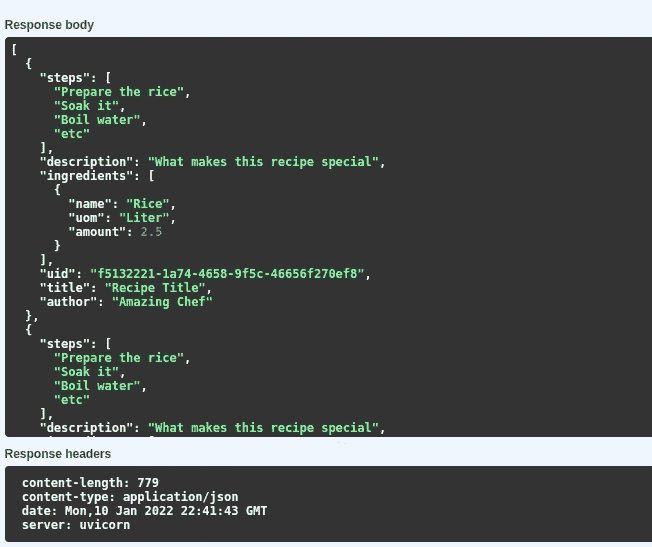 Response body
[
  {
    "steps": [
      "Prepare the rice",
      "Soak it",
      "Boil water",
      "etc"
    ],
    "description": "What makes this recipe special",
    "ingredients": [
      {
        "name": "Rice",
        "uom": "Liter",
        "amount": 2.5
      }
    ],
    "uid": "f5132221-1a74-4658-9f5c-46656f270ef8",
    "title": "Recipe Title",
    "author": "Amazing Chef"
  },
  {
    "steps": [
      "Prepare the rice",
      "Soak it",
      "Boil water",
      "etc"
    ],
    "description": "What makes this recipe special",
Response headers
content-length: 779
content-type: application/json
date: Mon,10 Jan 2022 22:41:43 GMT
server: uvicorn